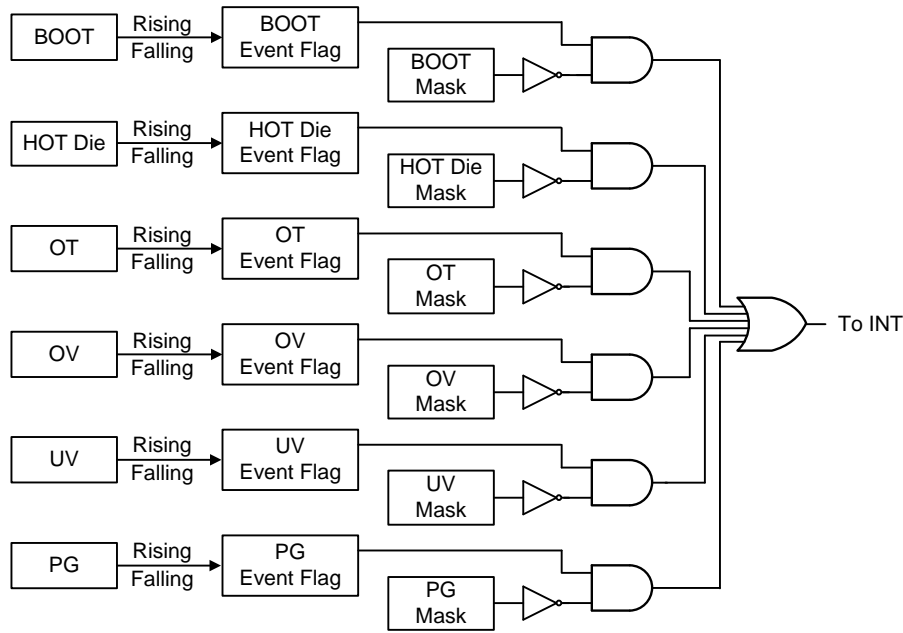 BOOT
Rising
Falling
BOOT
Event Flag
BOOT
Mask
HOT Die
Rising
Falling
HOT Die
Event Flag
HOT Die
Mask
OT
Rising
Falling
OT
Event Flag
OT
Mask
To INT
OV
Rising
Falling
OV
Event Flag
OV
Mask
UV
Rising
Falling
UV
Event Flag
UV
Mask
PG
Rising
Falling
PG
Event Flag
PG
Mask